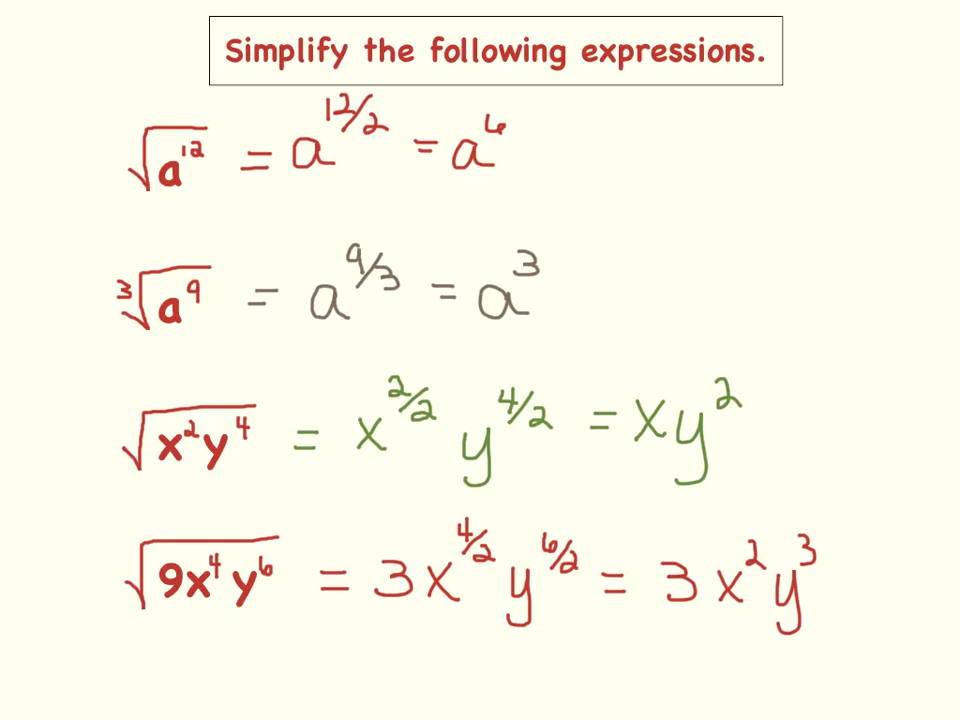 Simplify the following expressions.
√a¹² = a^12/2 = a⁶
³√a⁹ = a^9/3 = a³
√x²y⁴ = x^2/2 y^4/2 = xy²
√9x⁴y⁶ = 3x^4/2 y^6/2 = 3x²y³